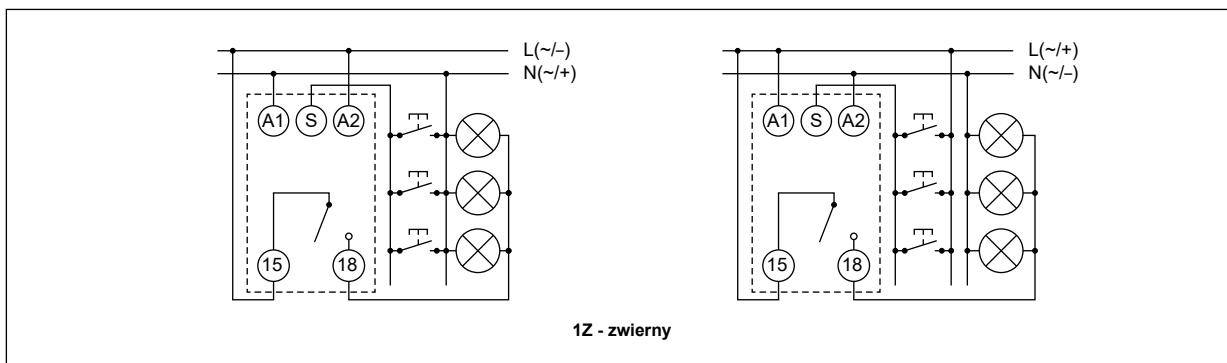 L(~/–)
N(~/+)
A1 S A2
15 18
L(~/+)
N(~/–)
A1 S A2
15 18
1Z - zwierny